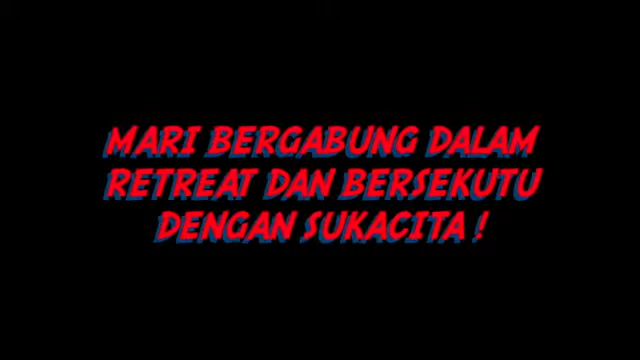 MARI BERGABUNG DALAM
RETREAT DAN BERSEKUTU
DENGAN SUKACITA !